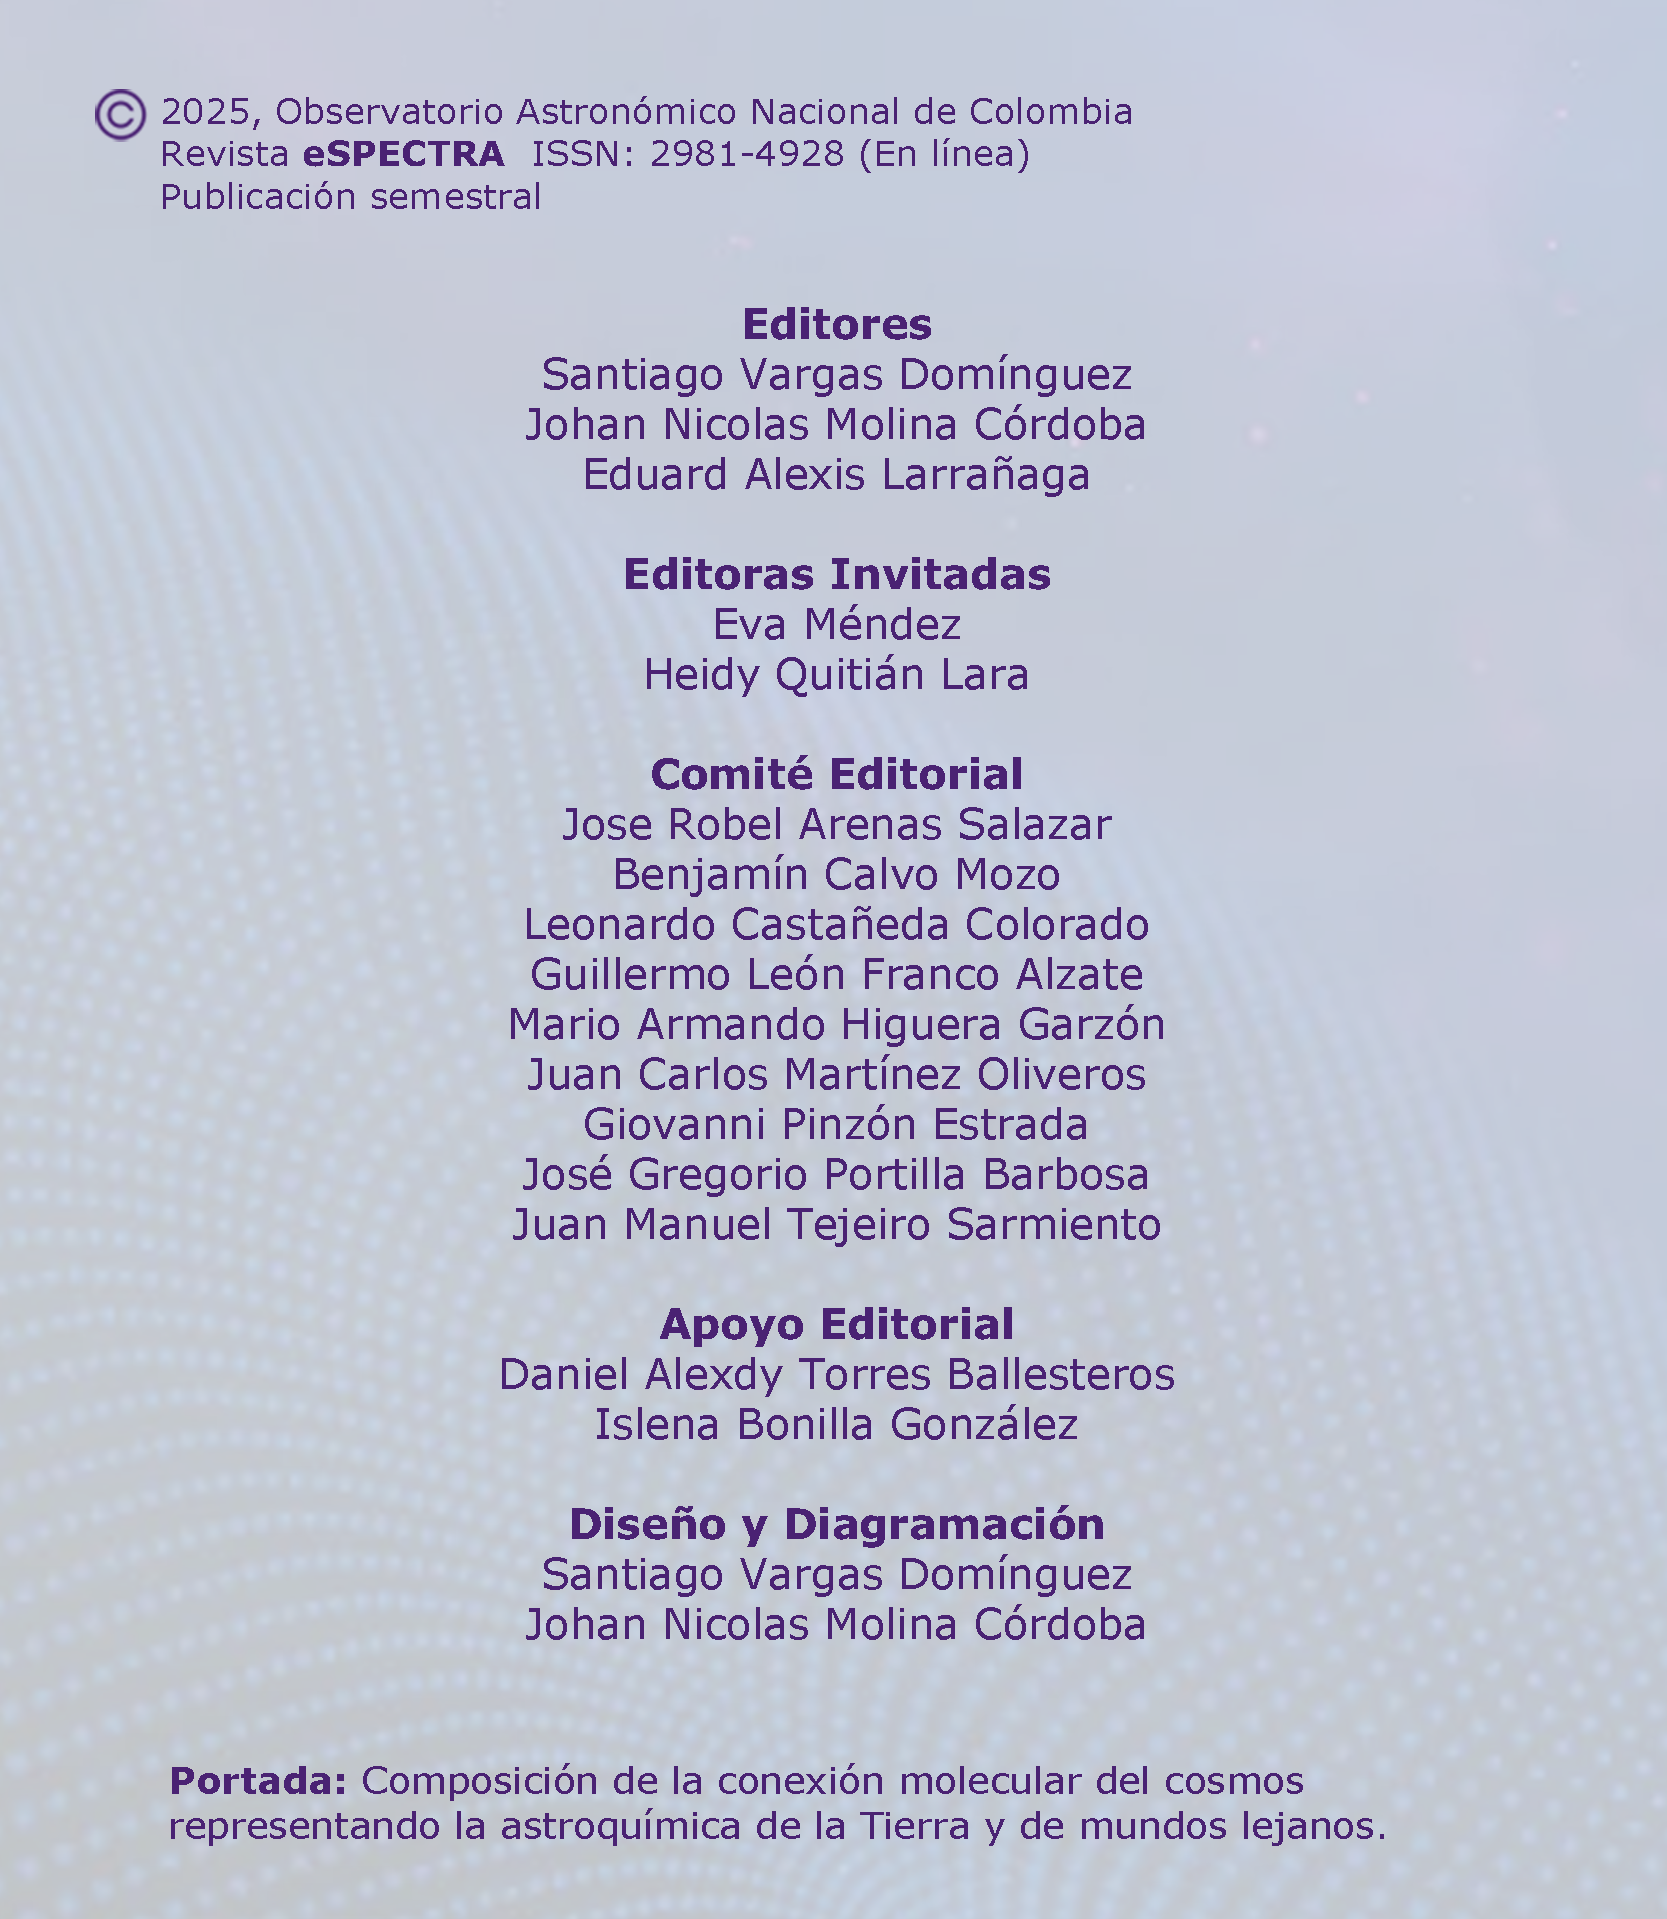 © 2025, Observatorio Astronómico Nacional de Colombia
Revista eSPECTRA ISSN: 2981-4928 (En línea)
Publicación semestral
Editores
Santiago Vargas Domínguez
Johan Nicolas Molina Córdoba
Eduard Alexis Larrañaga
Editoras Invitadas
Eva Méndez
Heidy Quitián Lara
Comité Editorial
Jose Robel Arenas Salazar
Benjamín Calvo Mozo
Leonardo Castañeda Colorado
Guillermo León Franco Alzate
Mario Armando Higuera Garzón
Juan Carlos Martínez Oliveros
Giovanni Pinzón Estrada
José Gregorio Portilla Barbosa
Juan Manuel Tejeiro Sarmiento
Apoyo Editorial
Daniel Alexdy Torres Ballesteros
Islena Bonilla González
Diseño y Diagramación
Santiago Vargas Domínguez
Johan Nicolas Molina Córdoba
Portada: Composición de la conexión molecular del cosmos
representando la astroquímica de la Tierra y de mundos lejanos.